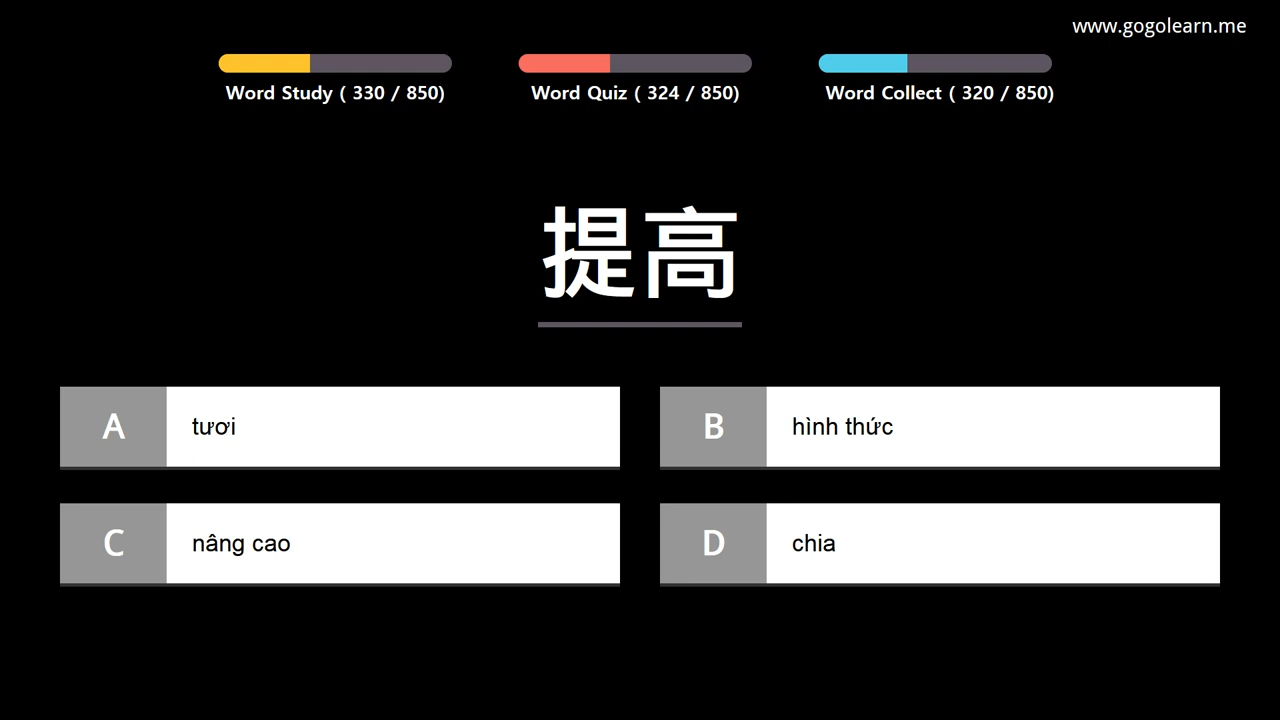 www.gogolearn.me
Word Study ( 330 / 850)
Word Quiz ( 324 / 850)
Word Collect ( 320 / 850)
提高
A
tươi
B
hình thức
C
nâng cao
D
chia